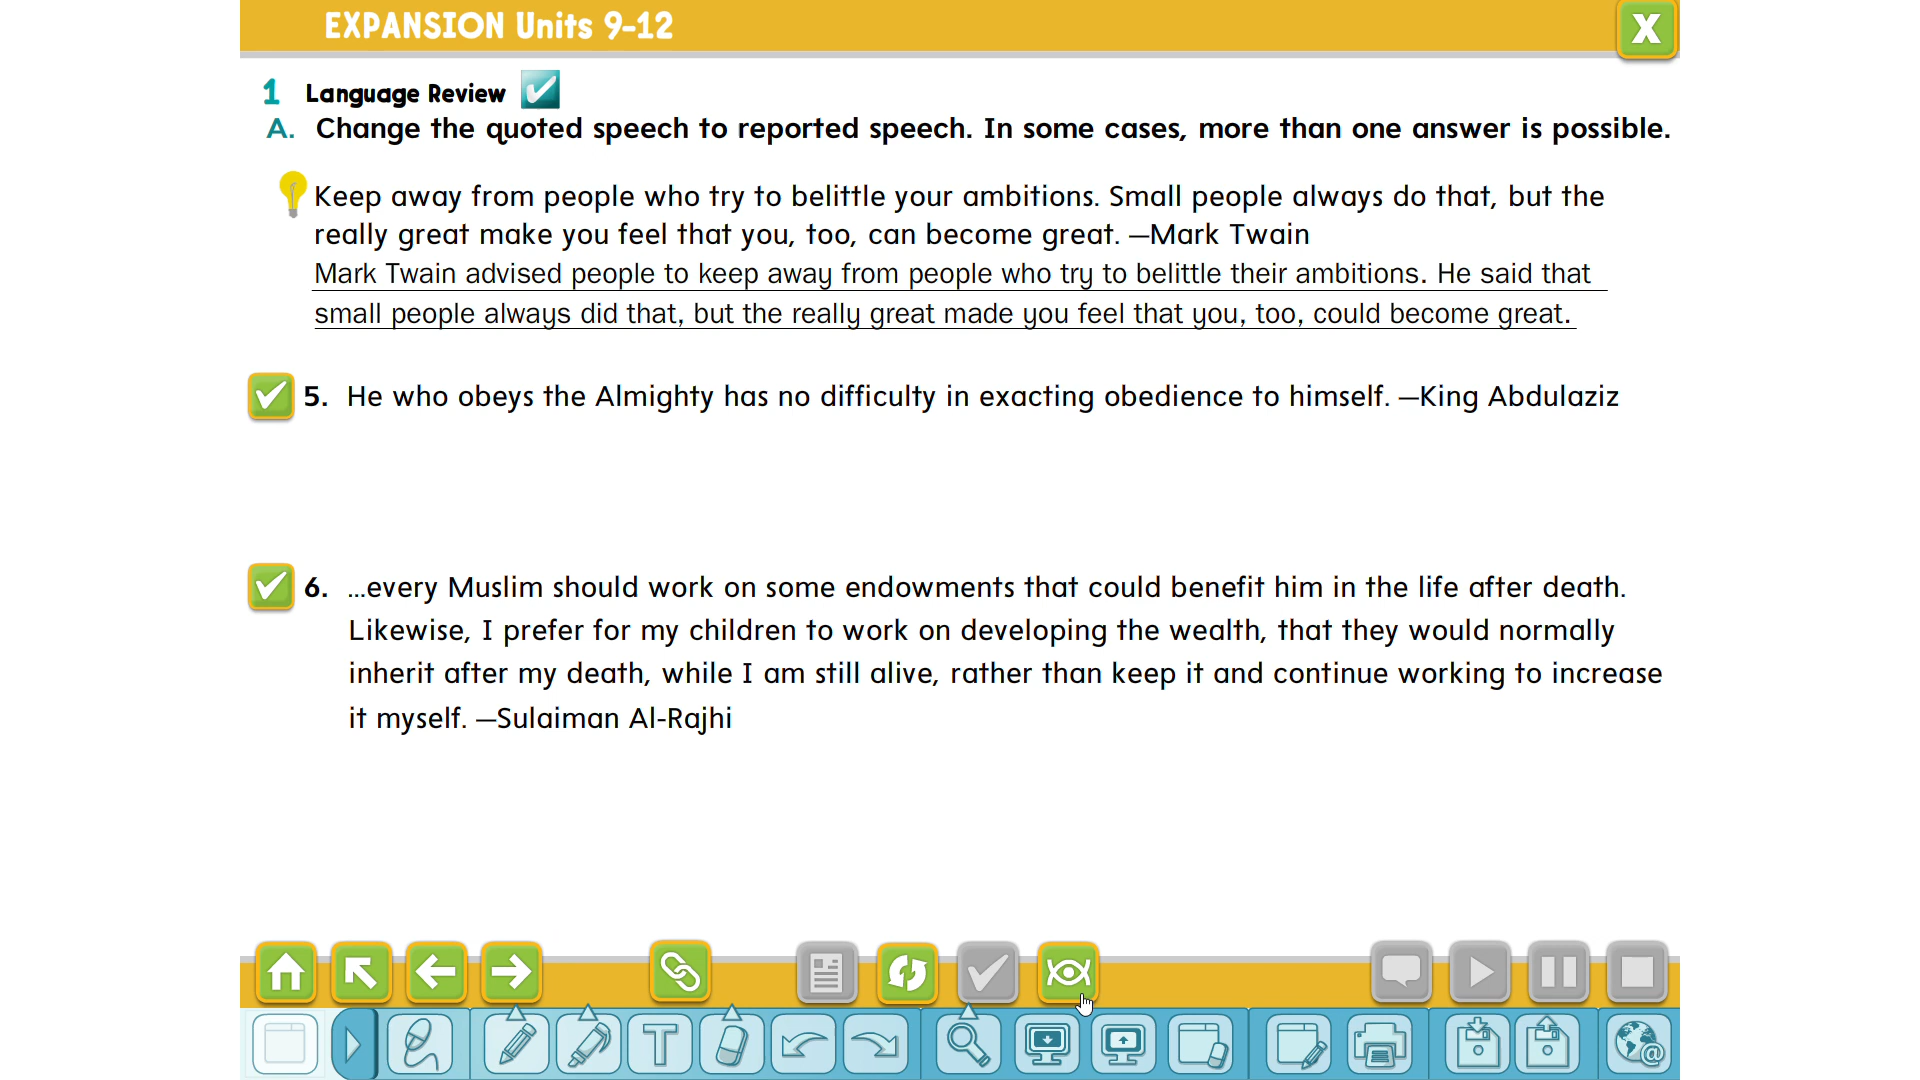 EXPANSION Units 9-12
X
1 Language Review
A. Change the quoted speech to reported speech. In some cases, more than one answer is possible.
Keep away from people who try to belittle your ambitions. Small people always do that, but the
really great make you feel that you, too, can become great. —Mark Twain
Mark Twain advised people to keep away from people who try to belittle their ambitions. He said that
small people always did that, but the really great made you feel that you, too, could become great.
5. He who obeys the Almighty has no difficulty in exacting obedience to himself. —King Abdulaziz
6. ...every Muslim should work on some endowments that could benefit him in the life after death.
Likewise, I prefer for my children to work on developing the wealth, that they would normally
inherit after my death, while I am still alive, rather than keep it and continue working to increase
it myself. —Sulaiman Al-Rajhi
T
@